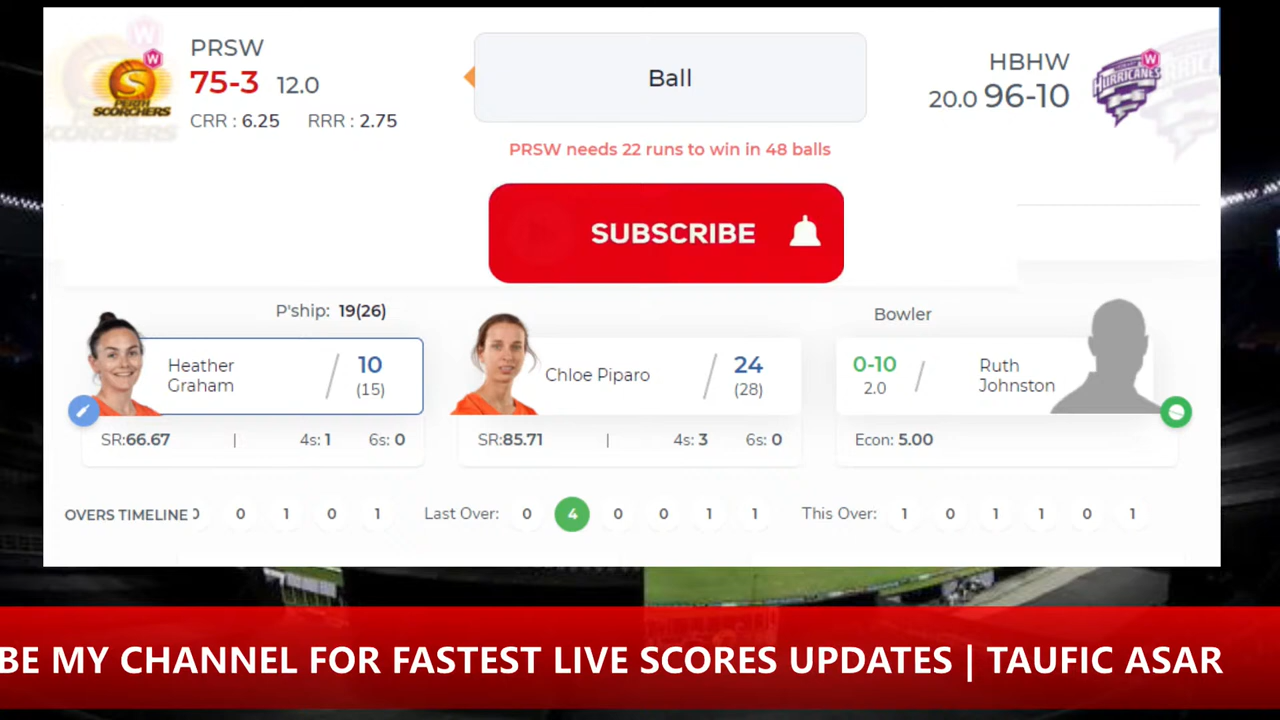 PRSW
75-3 12.0
CRR : 6.25 RRR : 2.75
PERTH
SCORCHERS
W
Ball
PRSW needs 22 runs to win in 48 balls
HBHW
20.0 96-10
HURRICANES
W
SUBSCRIBE
P'ship: 19(26)
Heather
Graham
/
10
(15)
SR:66.67 | 4s: 1 6s: 0
Chloe Piparo
/
24
(28)
SR:85.71 | 4s: 3 6s: 0
Bowler
0-10
2.0
/
Ruth
Johnston
Econ: 5.00
OVERS TIMELINE 0 0 1 0 1 Last Over: 0 4 0 0 1 1 This Over: 1 0 1 1 0 1
BE MY CHANNEL FOR FASTEST LIVE SCORES UPDATES | TAUFIC ASAR